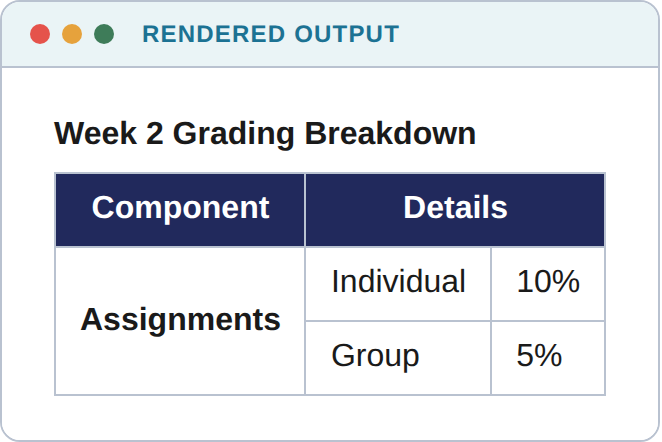 RENDERED OUTPUT
Week 2 Grading Breakdown
Component Details
Assignments
Individual 10%
Group 5%